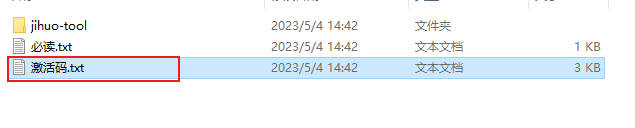 jihuo-tool 2023/5/4 14:42 文件夹
必读.txt 2023/5/4 14:42 文本文档 1 KB
激活码.txt 2023/5/4 14:42 文本文档 3 KB